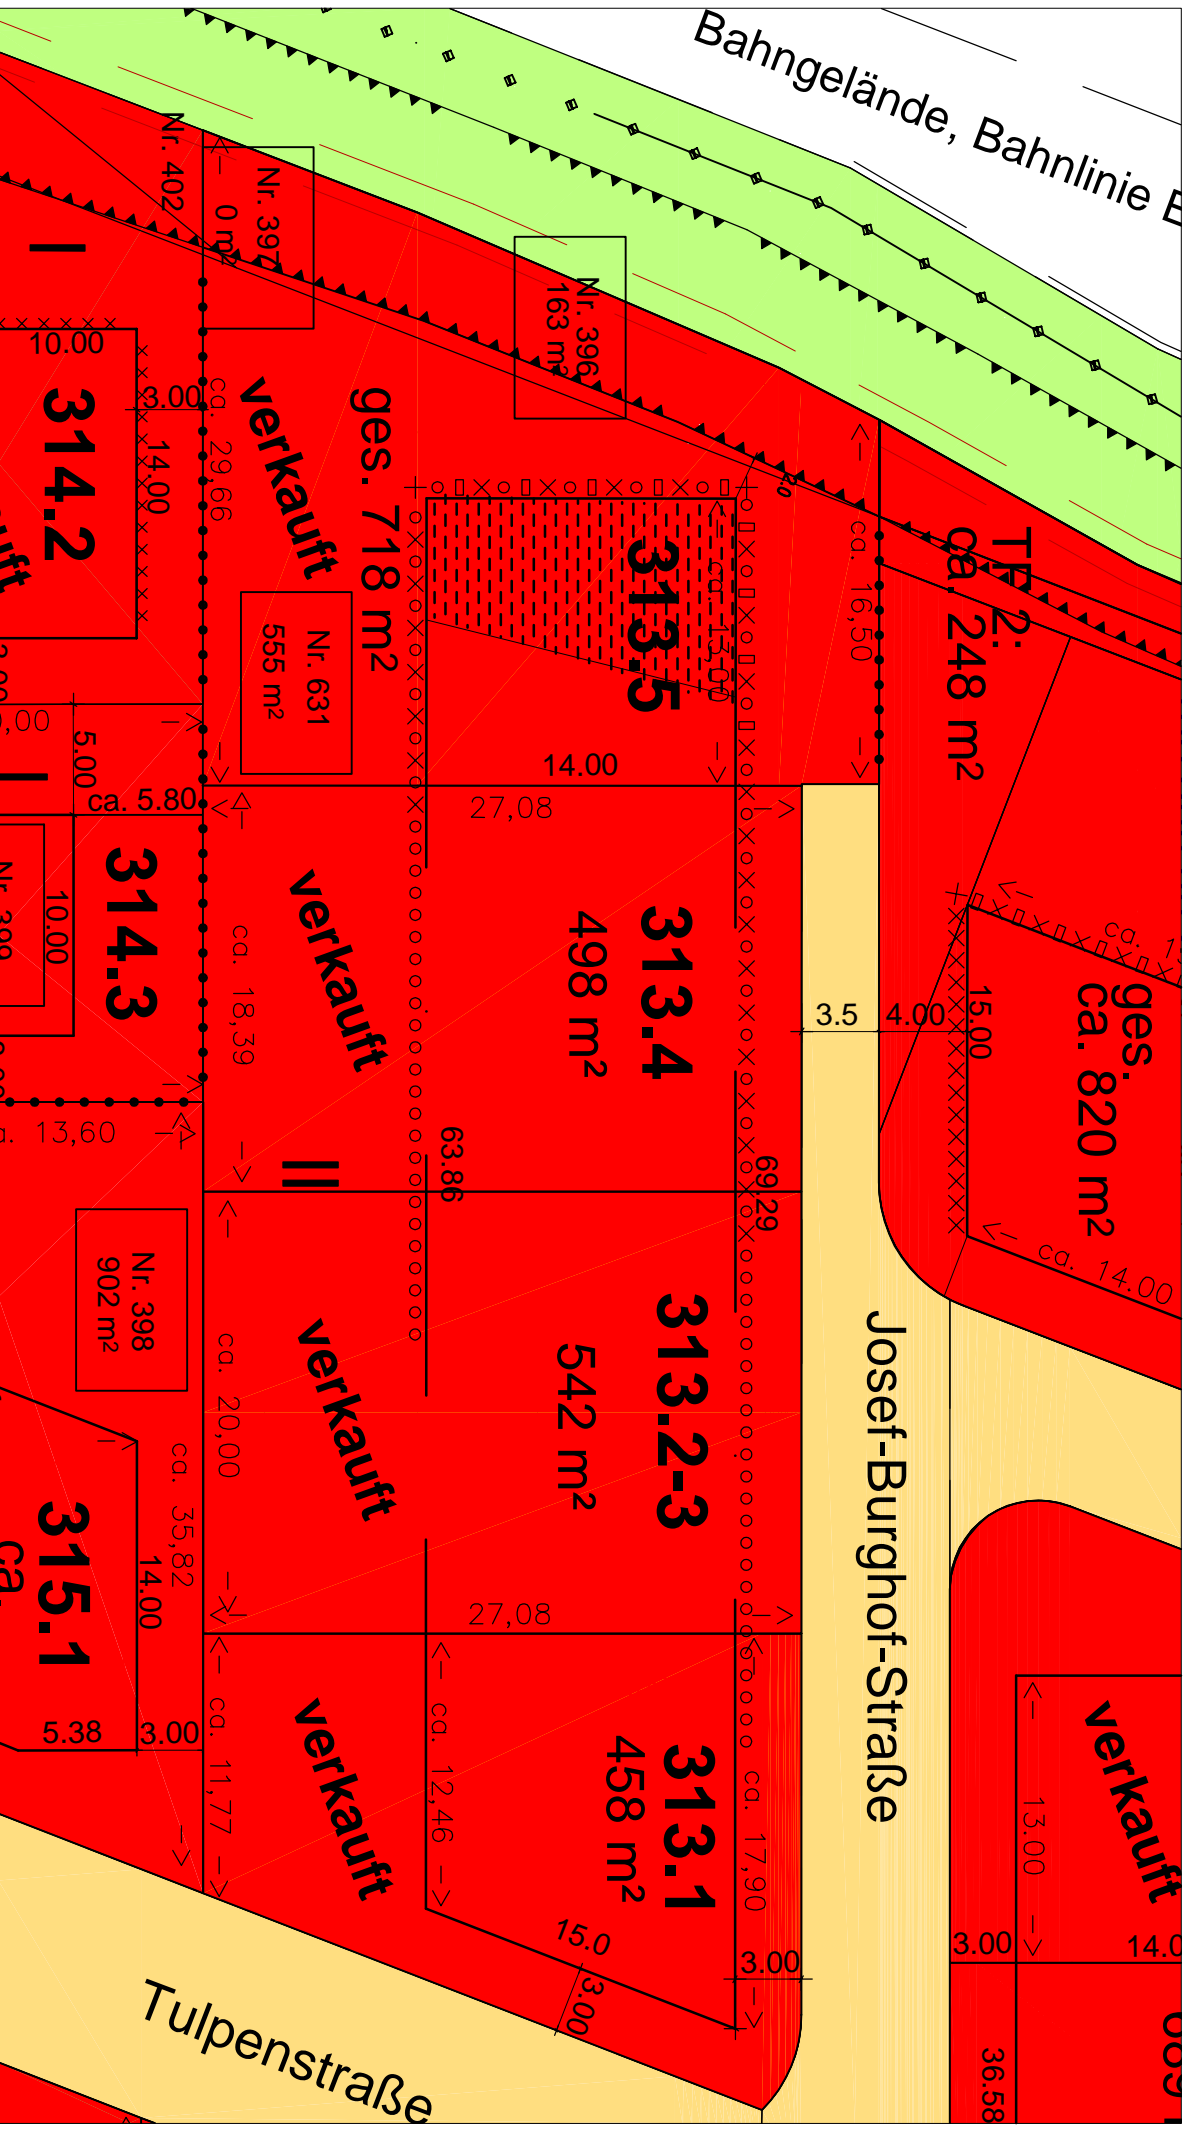 Bahngelände, Bahnlinie
Nr. 402
Nr. 397
0 m²
Nr. 396
163 m²
I
10.00
314.2
3.00
14.00
ca. 29,66
verkauft
ges. 718 m²
Nr. 631
555 m²
313.5
ca. 13,00
2.0
ca. 16,50
TF 2:
ca. 248 m²
14.00
27,08
5.00
I
ca. 5.80
314.3
10.00
Nr. 399
ca. 18,39
verkauft
313.4
498 m²
3.5
4.00
15.00
ges.
ca. 820 m²
ca. 14.00
13,60
63.86
69.29
II
Nr. 398
902 m²
ca. 20,00
verkauft
313.2-3
542 m²
Josef-Burghof-Straße
ca. 35,82
315.1
ca.
14.00
5.38
3.00
27,08
ca. 11,77
verkauft
ca. 12,46
313.1
458 m²
ca. 17,90
15.0
3.00
3.00
verkauft
13.00
3.00
36.58
Tulpenstraße